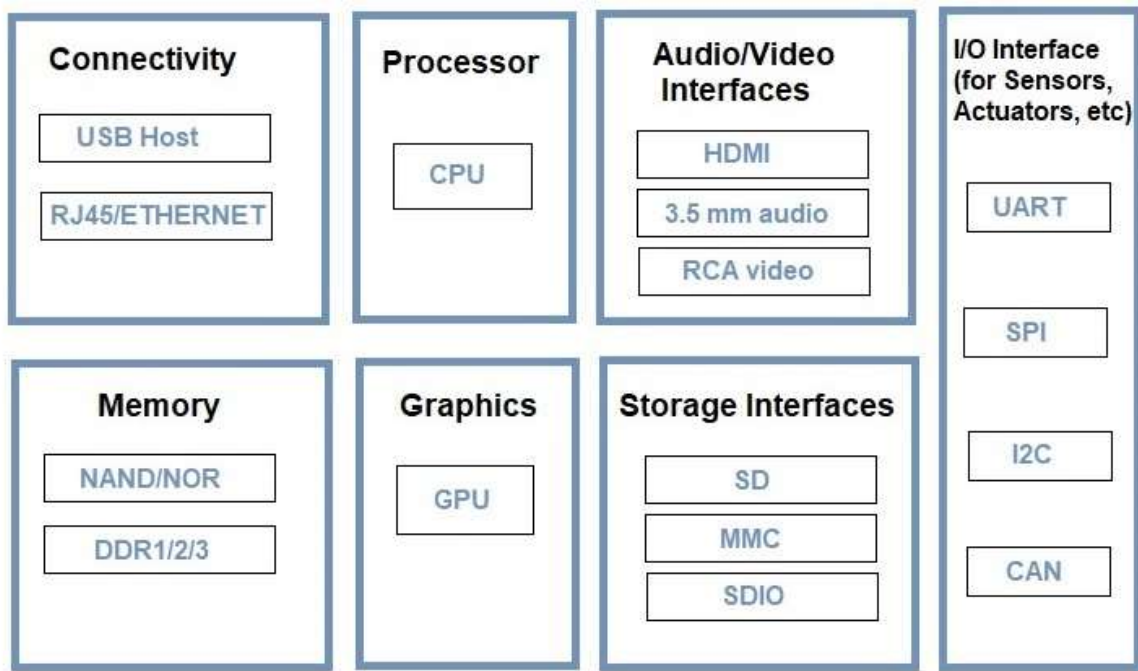 Connectivity
USB Host
RJ45/ETHERNET
Processor
CPU
Audio/Video
Interfaces
HDMI
3.5 mm audio
RCA video
I/O Interface
(for Sensors,
Actuators, etc)
UART
SPI
I2C
CAN
Memory
NAND/NOR
DDR1/2/3
Graphics
GPU
Storage Interfaces
SD
MMC
SDIO